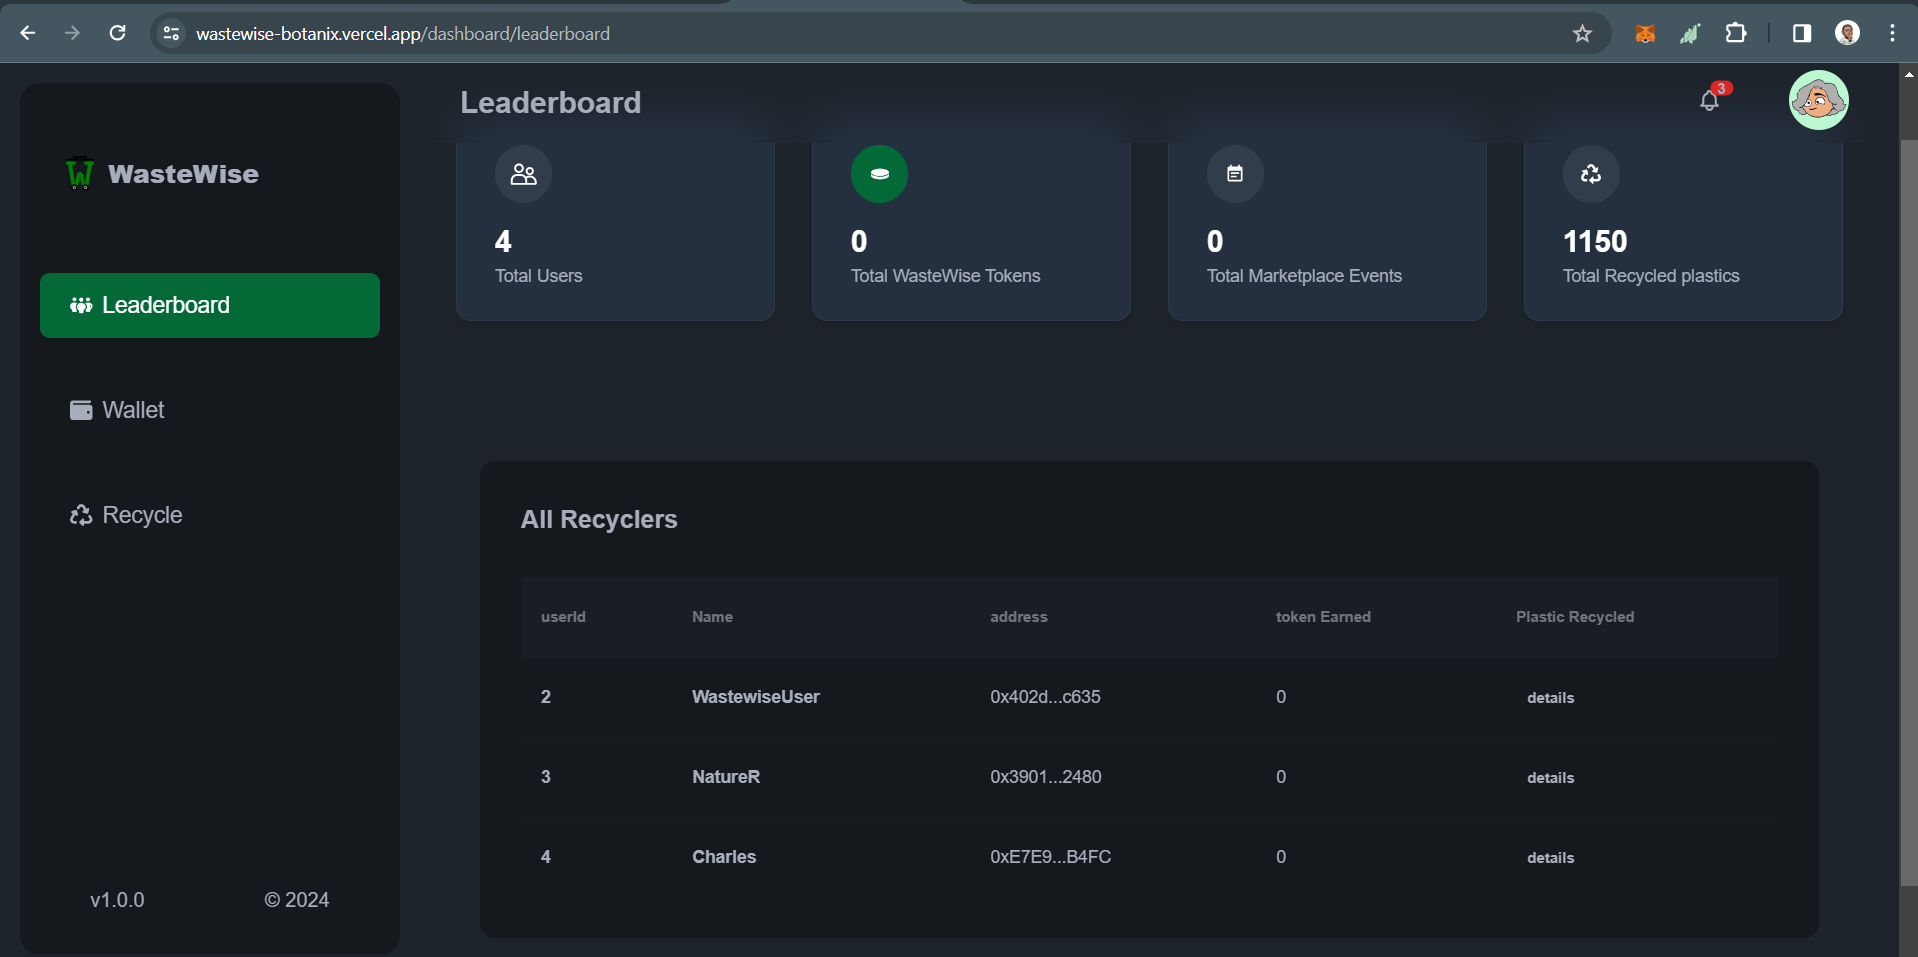 wastewise-botanix.vercel.app/dashboard/leaderboard
Leaderboard
3
WasteWise
4
Total Users
0
Total WasteWise Tokens
0
Total Marketplace Events
1150
Total Recycled plastics
Leaderboard
Wallet
Recycle
All Recyclers
userId Name address token Earned Plastic Recycled
2 WastewiseUser 0x402d...c635 0 details
3 NatureR 0x3901...2480 0 details
4 Charles 0xE7E9...B4FC 0 details
v1.0.0 © 2024